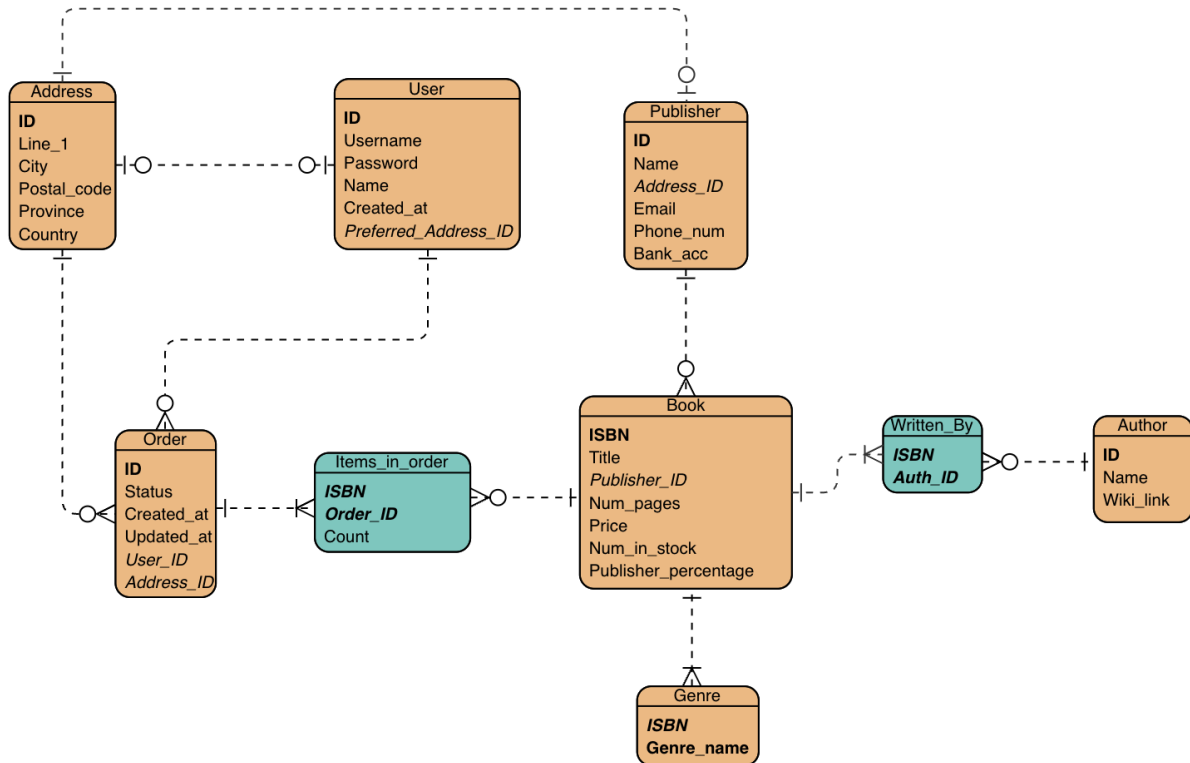 Address
ID
Line_1
City
Postal_code
Province
Country
User
ID
Username
Password
Name
Created_at
Preferred_Address_ID
Publisher
ID
Name
Address_ID
Email
Phone_num
Bank_acc
Order
ID
Status
Created_at
Updated_at
User_ID
Address_ID
Items_in_order
ISBN
Order_ID
Count
Book
ISBN
Title
Publisher_ID
Num_pages
Price
Num_in_stock
Publisher_percentage
Written_By
ISBN
Auth_ID
Author
ID
Name
Wiki_link
Genre
ISBN
Genre_name